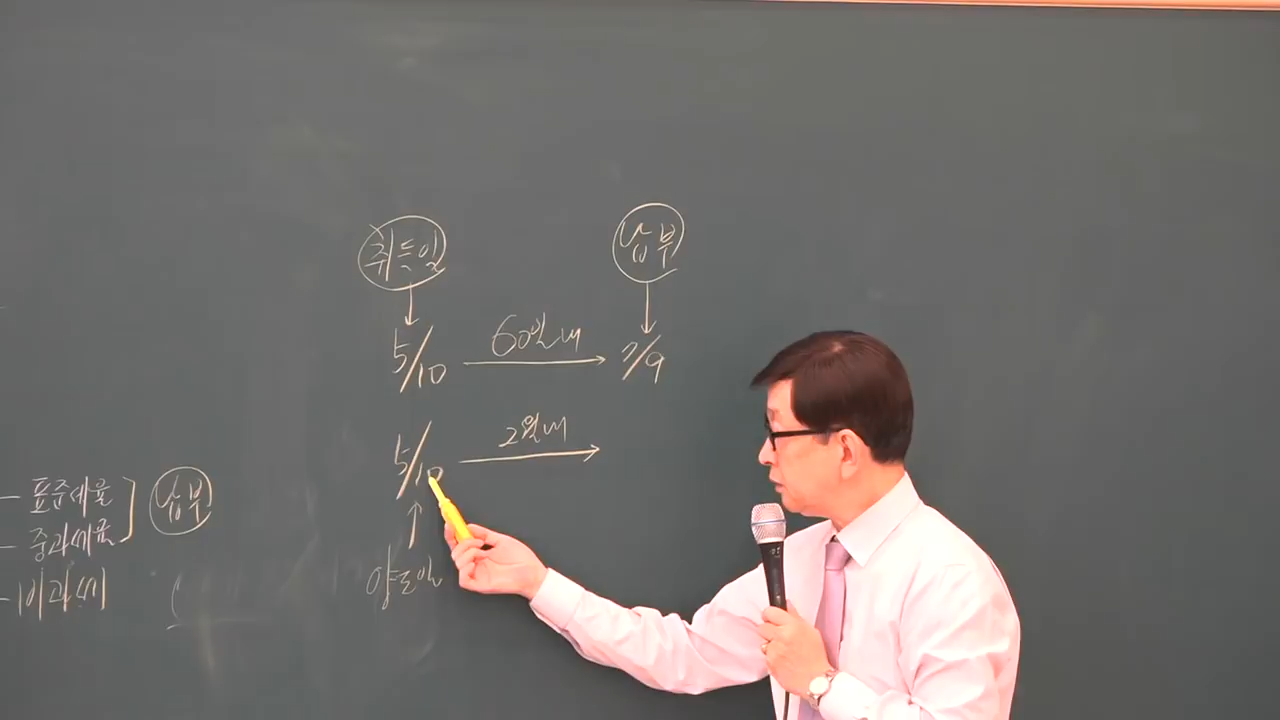 - 표준세율
- 중과세율
- 비과세
납부
취득일
납부
5/10
60일내
7/9
5/10
2월내
양도일